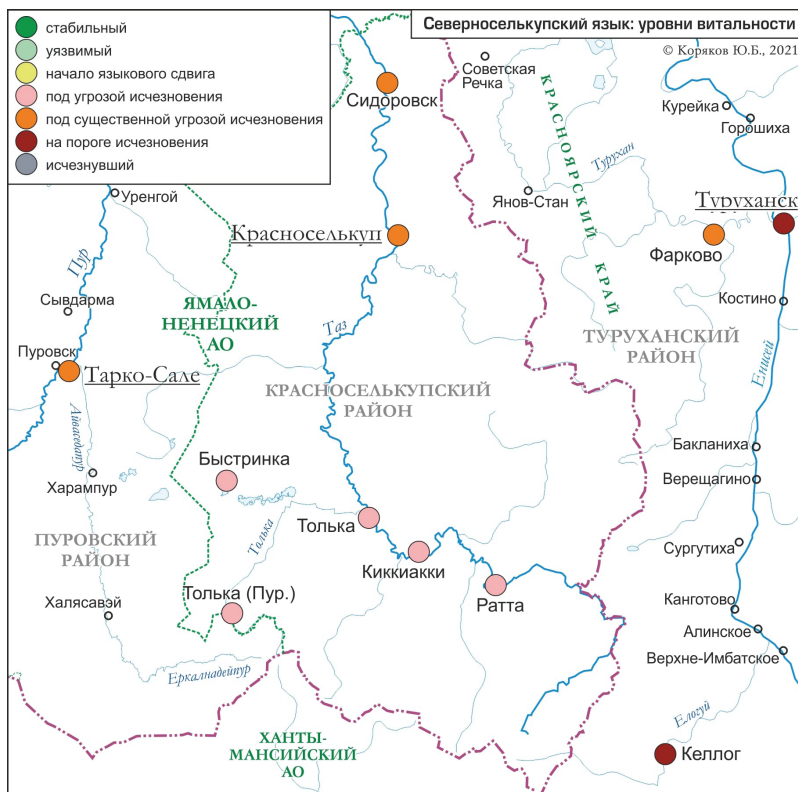 Северноселькупский язык: уровни витальности
© Коряков Ю.Б., 2021
стабильный
уязвимый
начало языкового сдвига
под угрозой исчезновения
под существенной угрозой исчезновения
на пороге исчезновения
исчезнувший
Советская
Речка
Сидоровск
КРАСНОЯРСКИЙ КРАЙ
Курейка
Горошиха
Турухан
Уренгой
Янов-Стан
Туруханск
Красноселькуп
Фарково
Пур
Сывдарма
ЯМАЛО-
НЕНЕЦКИЙ
АО
Таз
Костино
ТУРУХАНСКИЙ
РАЙОН
Енисей
Пуровск
Тарко-Сале
КРАСНОСЕЛЬКУПСКИЙ
РАЙОН
Айваседапур
Бакланиха
Быстринка
Харампур
Верещагино
Толька
Толька
ПУРОВСКИЙ
РАЙОН
Сургутиха
Киккиакки
Ратта
Халясавэй
Толька (Пур.)
Канготово
Алинское
Верхне-Имбатское
Еркалнадейпур
Елогуй
ХАНТЫ-
МАНСИЙСКИЙ
АО
Келлог